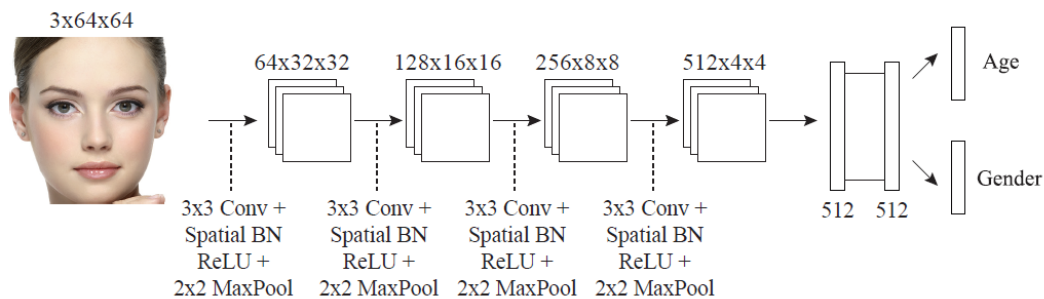 3x64x64
64x32x32
128x16x16
256x8x8
512x4x4
Age
Gender
512 512
3x3 Conv +
Spatial BN
ReLU +
2x2 MaxPool
3x3 Conv +
Spatial BN
ReLU +
2x2 MaxPool
3x3 Conv +
Spatial BN
ReLU +
2x2 MaxPool
3x3 Conv +
Spatial BN
ReLU +
2x2 MaxPool